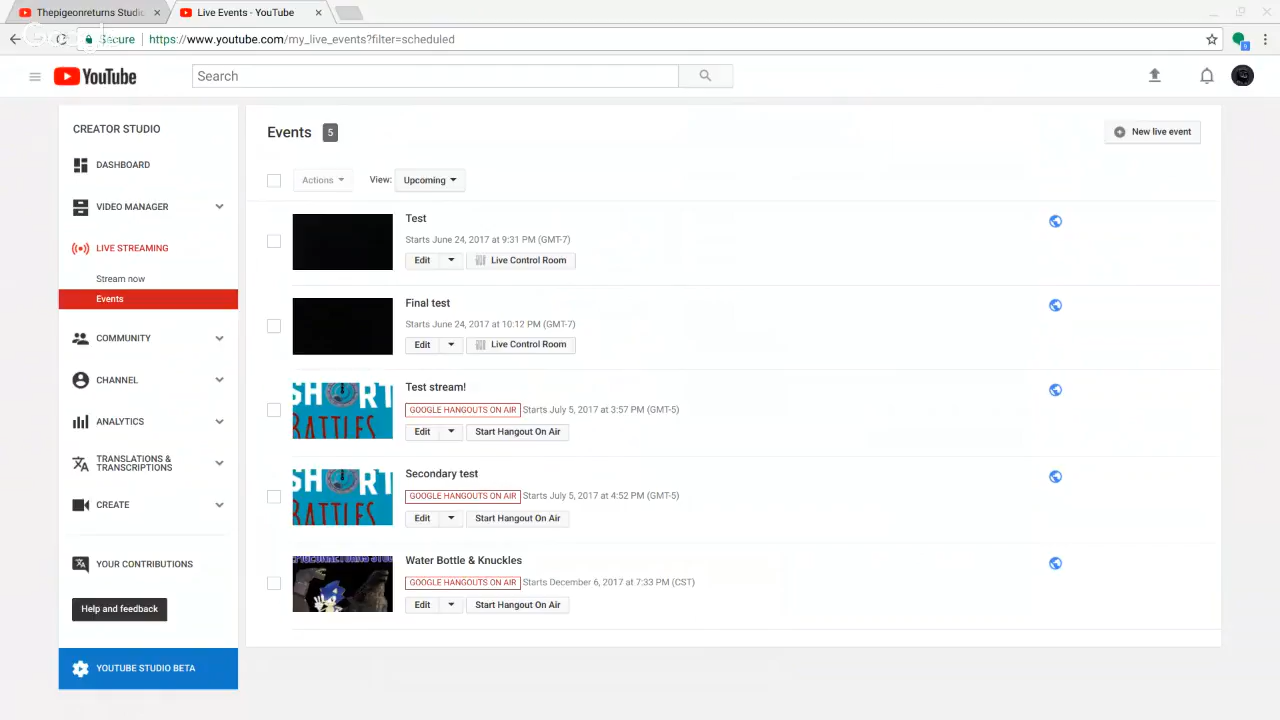 Thepigeonreturns Studio
Live Events - YouTube
Secure
https://www.youtube.com/my_live_events?filter=scheduled
5
YouTube
Search
CREATOR STUDIO
DASHBOARD
VIDEO MANAGER
LIVE STREAMING
Stream now
Events
COMMUNITY
CHANNEL
ANALYTICS
TRANSLATIONS &
TRANSCRIPTIONS
CREATE
YOUR CONTRIBUTIONS
Help and feedback
YOUTUBE STUDIO BETA
Events 5
New live event
Actions
View: Upcoming
Test
Starts June 24, 2017 at 9:31 PM (GMT-7)
Edit Live Control Room
Final test
Starts June 24, 2017 at 10:12 PM (GMT-7)
Edit Live Control Room
SHORT
BATTLES
Test stream!
GOOGLE HANGOUTS ON AIR Starts July 5, 2017 at 3:57 PM (GMT-5)
Edit Start Hangout On Air
SHORT
BATTLES
Secondary test
GOOGLE HANGOUTS ON AIR Starts July 5, 2017 at 4:52 PM (GMT-5)
Edit Start Hangout On Air
Water Bottle & Knuckles
GOOGLE HANGOUTS ON AIR Starts December 6, 2017 at 7:33 PM (CST)
Edit Start Hangout On Air